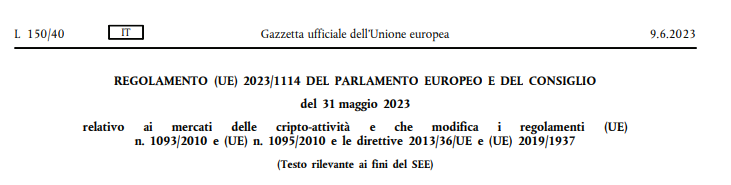 L 150/40 IT Gazzetta ufficiale dell'Unione europea 9.6.2023
REGOLAMENTO (UE) 2023/1114 DEL PARLAMENTO EUROPEO E DEL CONSIGLIO
del 31 maggio 2023
relativo ai mercati delle cripto-attività e che modifica i regolamenti (UE)
n. 1093/2010 e (UE) n. 1095/2010 e le direttive 2013/36/UE e (UE) 2019/1937
(Testo rilevante ai fini del SEE)